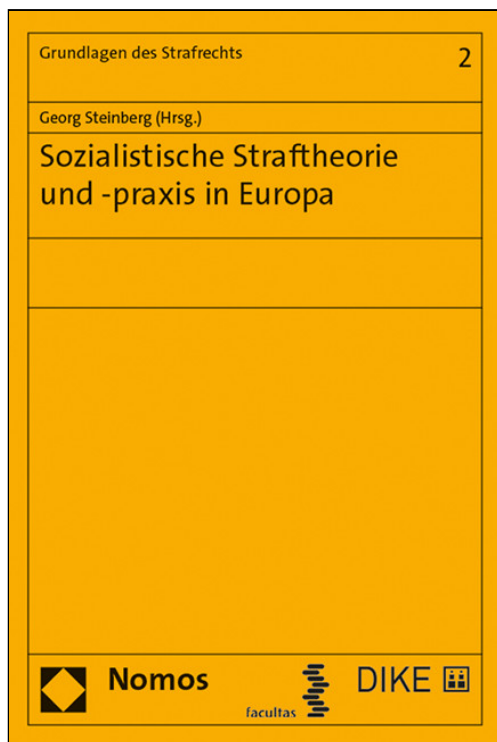 Grundlagen des Strafrechts 2
Georg Steinberg (Hrsg.)
Sozialistische Straftheorie
und -praxis in Europa
Nomos
facultas
DIKE